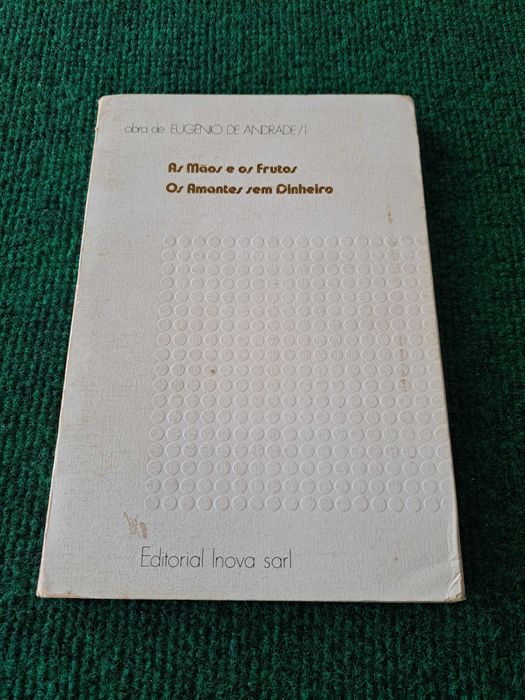 obra de EUGÉNIO DE ANDRADE/1
As Mãos e os Frutos
Os Amantes sem Dinheiro
Editorial Inova sarl